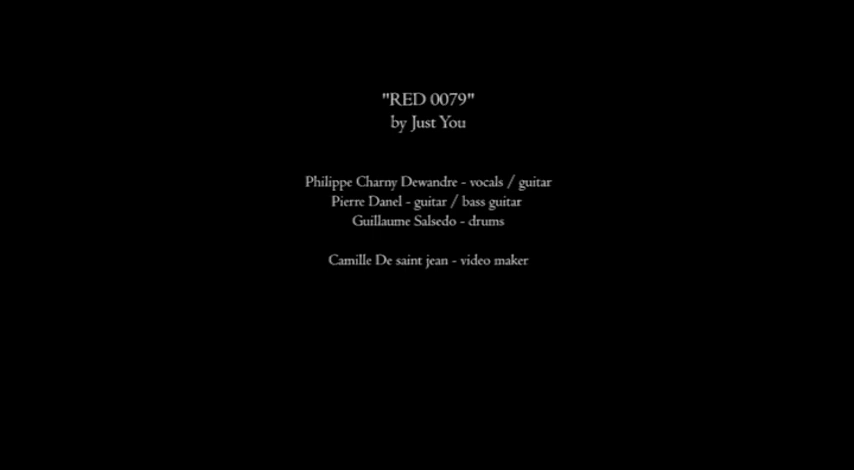 "RED 0079"
by Just You
Philippe Charny Dewandre - vocals / guitar
Pierre Danel - guitar / bass guitar
Guillaume Salsedo - drums
Camille De saint jean - video maker